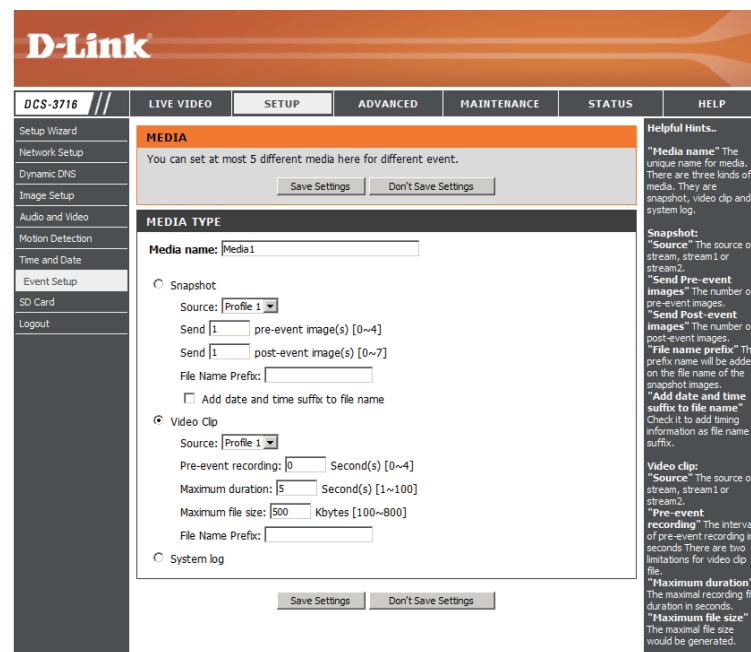 D-Link
DCS-3716
LIVE VIDEO
SETUP
ADVANCED
MAINTENANCE
STATUS
HELP
Setup Wizard
Network Setup
Dynamic DNS
Image Setup
Audio and Video
Motion Detection
Time and Date
Event Setup
SD Card
Logout
MEDIA
You can set at most 5 different media here for different event.
Save Settings
Don't Save Settings
MEDIA TYPE
Media name: Media1
Snapshot
Source: Profile 1
Send 1 pre-event image(s) [0~4]
Send 1 post-event image(s) [0~7]
File Name Prefix:
Add date and time suffix to file name
Video Clip
Source: Profile 1
Pre-event recording: 0 Second(s) [0~4]
Maximum duration: 5 Second(s) [1~100]
Maximum file size: 500 Kbytes [100~800]
File Name Prefix:
System log
Save Settings
Don't Save Settings
Helpful Hints..
"Media name" The
unique name for media.
There are three kinds of
media. They are
snapshot, video clip and
system log.
Snapshot:
"Source" The source o
stream, stream1 or
stream2.
"Send Pre-event
images" The number o
pre-event images.
"Send Post-event
images" The number o
post-event images.
"File name prefix" Th
prefix name will be adde
on the file name of the
snapshot images.
"Add date and time
suffix to file name"
Check it to add timing
information as file name
suffix.
Video clip:
"Source" The source o
stream, stream1 or
stream2.
"Pre-event
recording" The interva
of pre-event recording i
seconds There are two
limitations for video clip
file.
"Maximum duration"
The maximal recording fi
duration in seconds.
"Maximum file size"
The maximal file size
would be generated.